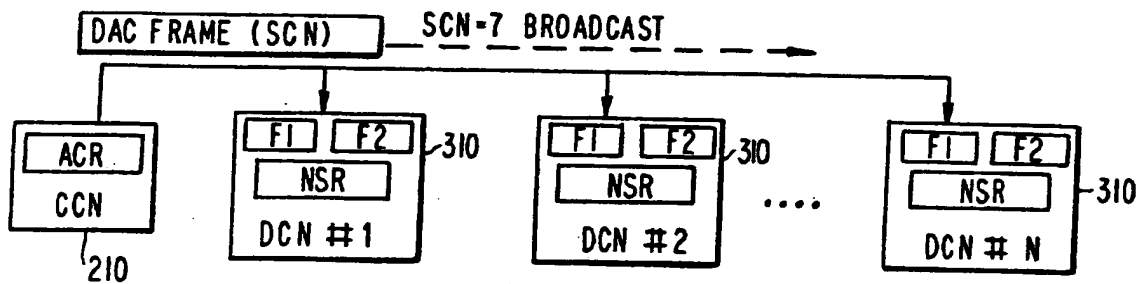 DAC FRAME (SCN)
SCN=7 BROADCAST
ACR
CCN
210
F1 F2
NSR
DCN #1
310
F1 F2
NSR
DCN #2
310
....
F1 F2
NSR
DCN # N
310